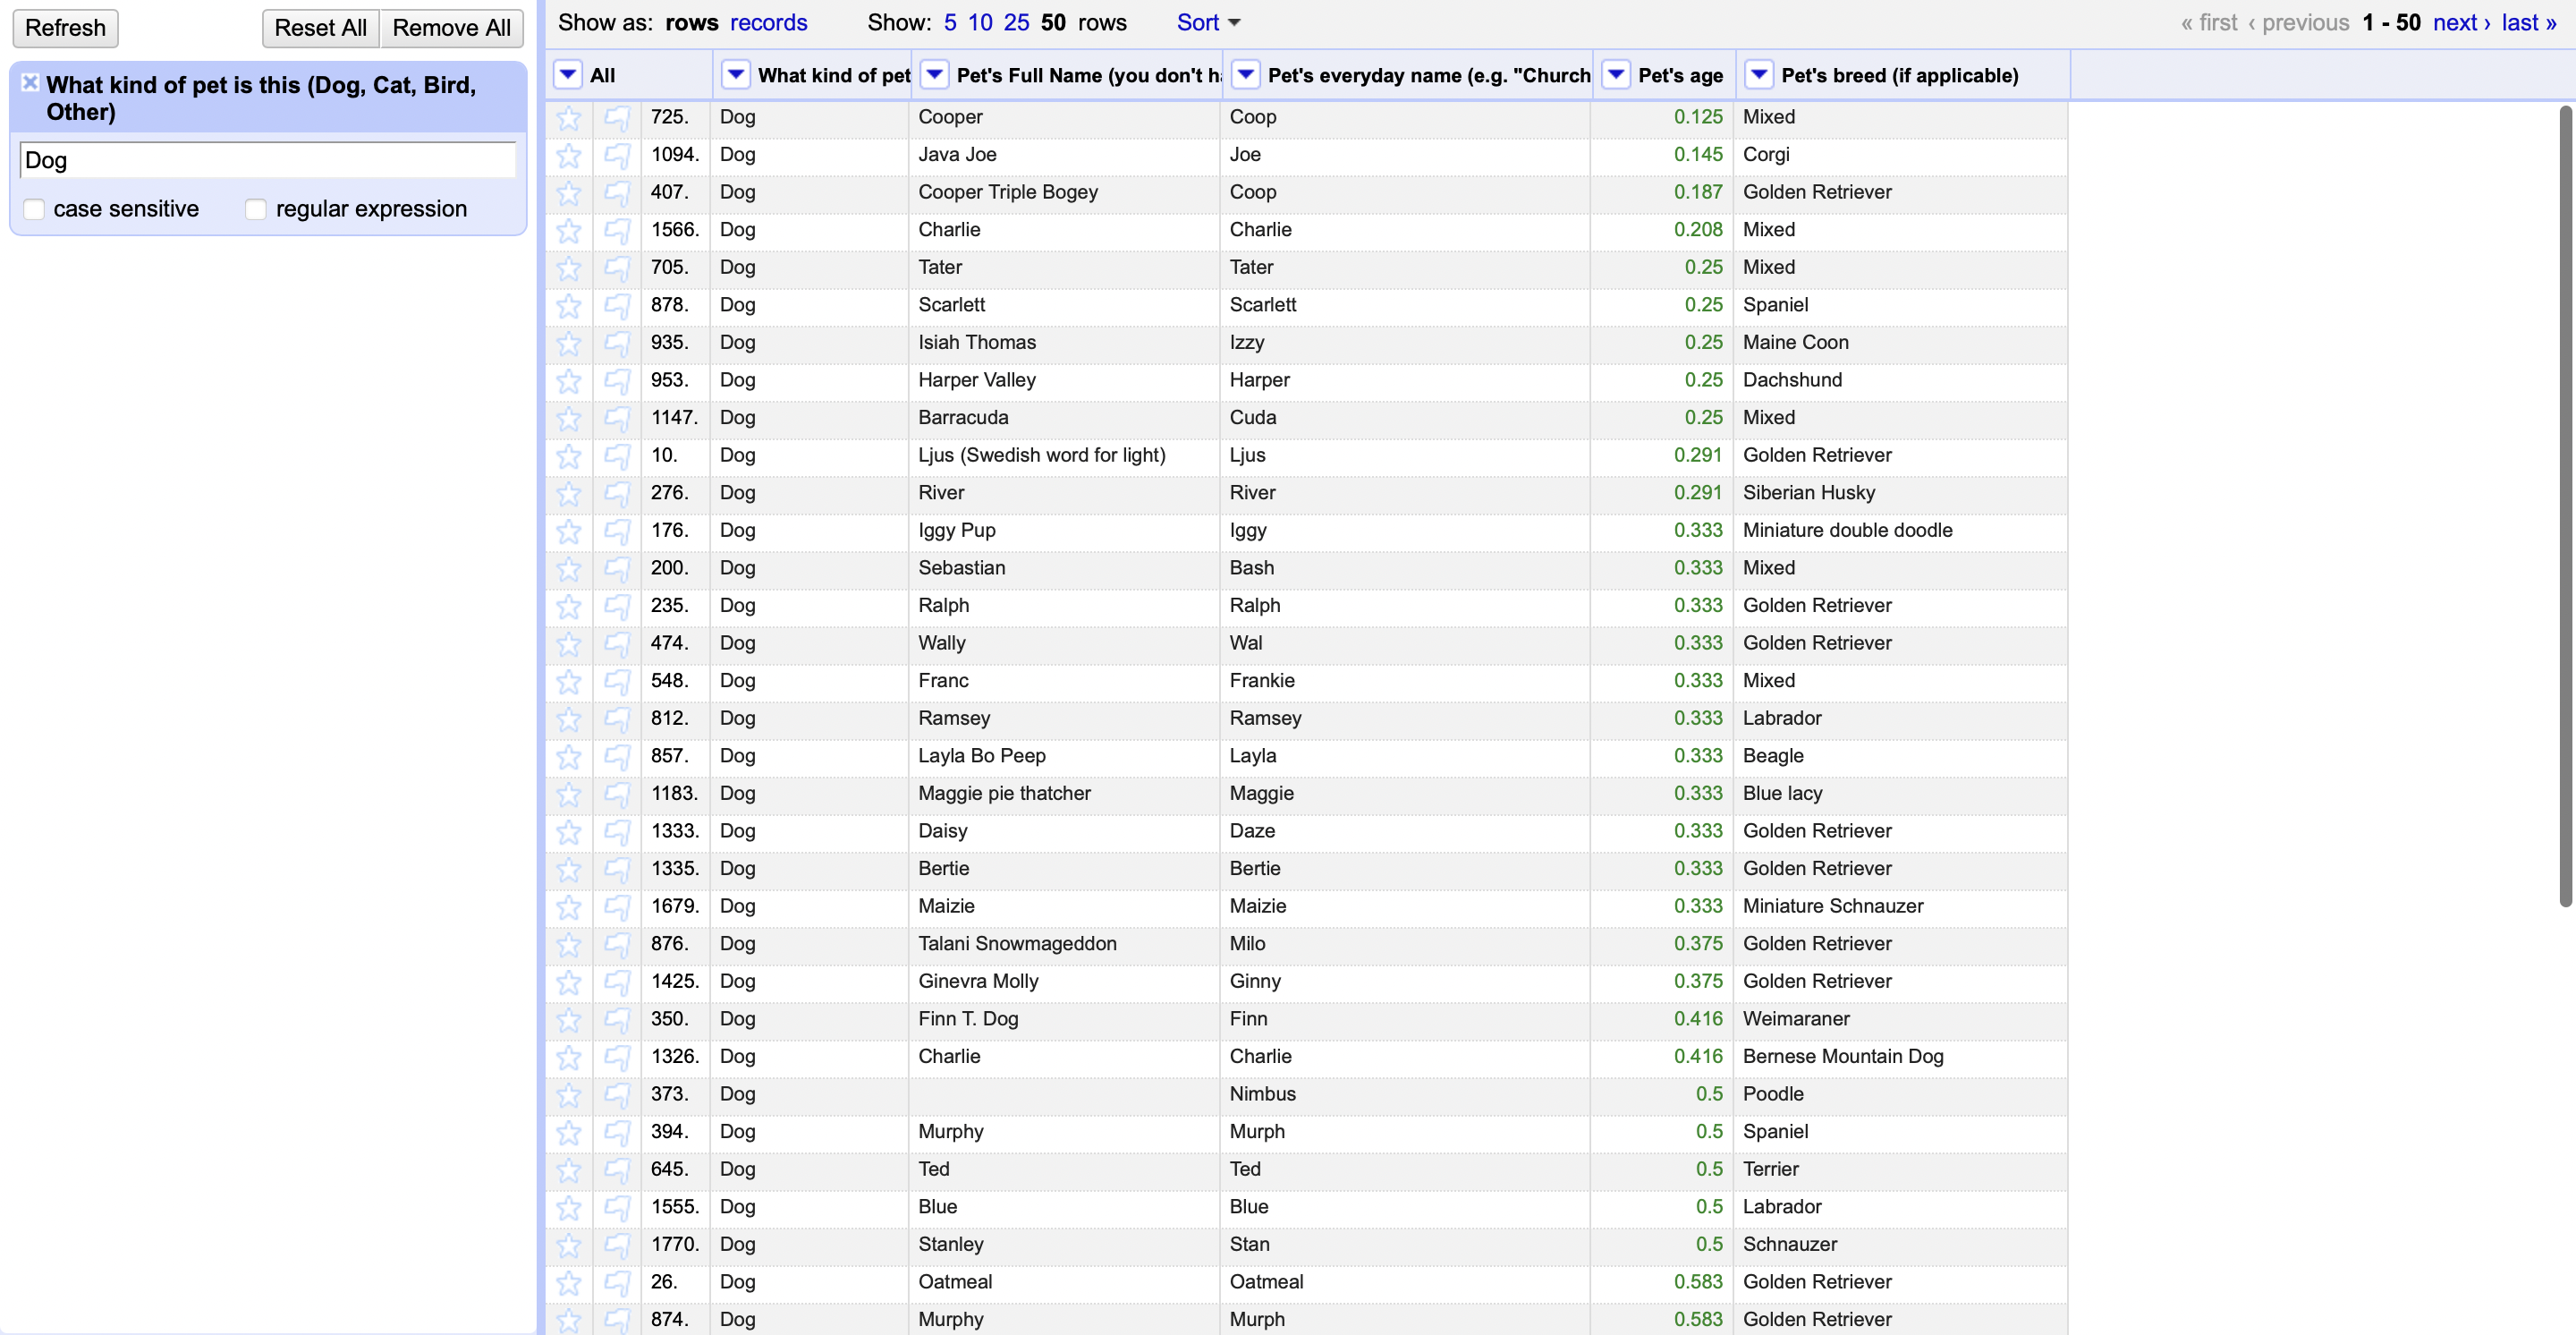 Refresh Reset All Remove All
What kind of pet is this (Dog, Cat, Bird,
Other)
Dog
case sensitive regular expression
Show as: rows records Show: 5 10 25 50 rows Sort « first ‹ previous 1 - 50 next › last »
All What kind of pet Pet's Full Name (you don't ha Pet's everyday name (e.g. "Church Pet's age Pet's breed (if applicable)
725. Dog Cooper Coop 0.125 Mixed
1094. Dog Java Joe Joe 0.145 Corgi
407. Dog Cooper Triple Bogey Coop 0.187 Golden Retriever
1566. Dog Charlie Charlie 0.208 Mixed
705. Dog Tater Tater 0.25 Mixed
878. Dog Scarlett Scarlett 0.25 Spaniel
935. Dog Isiah Thomas Izzy 0.25 Maine Coon
953. Dog Harper Valley Harper 0.25 Dachshund
1147. Dog Barracuda Cuda 0.25 Mixed
10. Dog Ljus (Swedish word for light) Ljus 0.291 Golden Retriever
276. Dog River River 0.291 Siberian Husky
176. Dog Iggy Pup Iggy 0.333 Miniature double doodle
200. Dog Sebastian Bash 0.333 Mixed
235. Dog Ralph Ralph 0.333 Golden Retriever
474. Dog Wally Wal 0.333 Golden Retriever
548. Dog Franc Frankie 0.333 Mixed
812. Dog Ramsey Ramsey 0.333 Labrador
857. Dog Layla Bo Peep Layla 0.333 Beagle
1183. Dog Maggie pie thatcher Maggie 0.333 Blue lacy
1333. Dog Daisy Daze 0.333 Golden Retriever
1335. Dog Bertie Bertie 0.333 Golden Retriever
1679. Dog Maizie Maizie 0.333 Miniature Schnauzer
876. Dog Talani Snowmageddon Milo 0.375 Golden Retriever
1425. Dog Ginevra Molly Ginny 0.375 Golden Retriever
350. Dog Finn T. Dog Finn 0.416 Weimaraner
1326. Dog Charlie Charlie 0.416 Bernese Mountain Dog
373. Dog Nimbus 0.5 Poodle
394. Dog Murphy Murph 0.5 Spaniel
645. Dog Ted Ted 0.5 Terrier
1555. Dog Blue Blue 0.5 Labrador
1770. Dog Stanley Stan 0.5 Schnauzer
26. Dog Oatmeal Oatmeal 0.583 Golden Retriever
874. Dog Murphy Murph 0.583 Golden Retriever